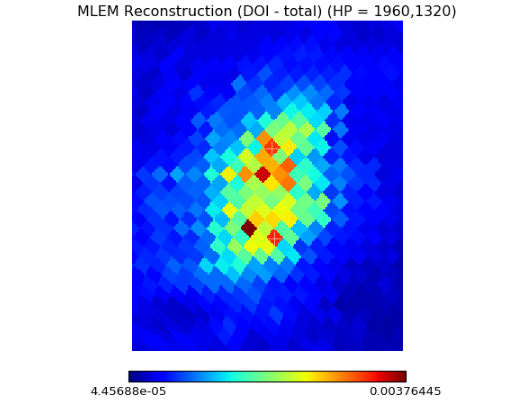 MLEM Reconstruction (DOI - total) (HP = 1960,1320)
4.45688e-05 0.00376445